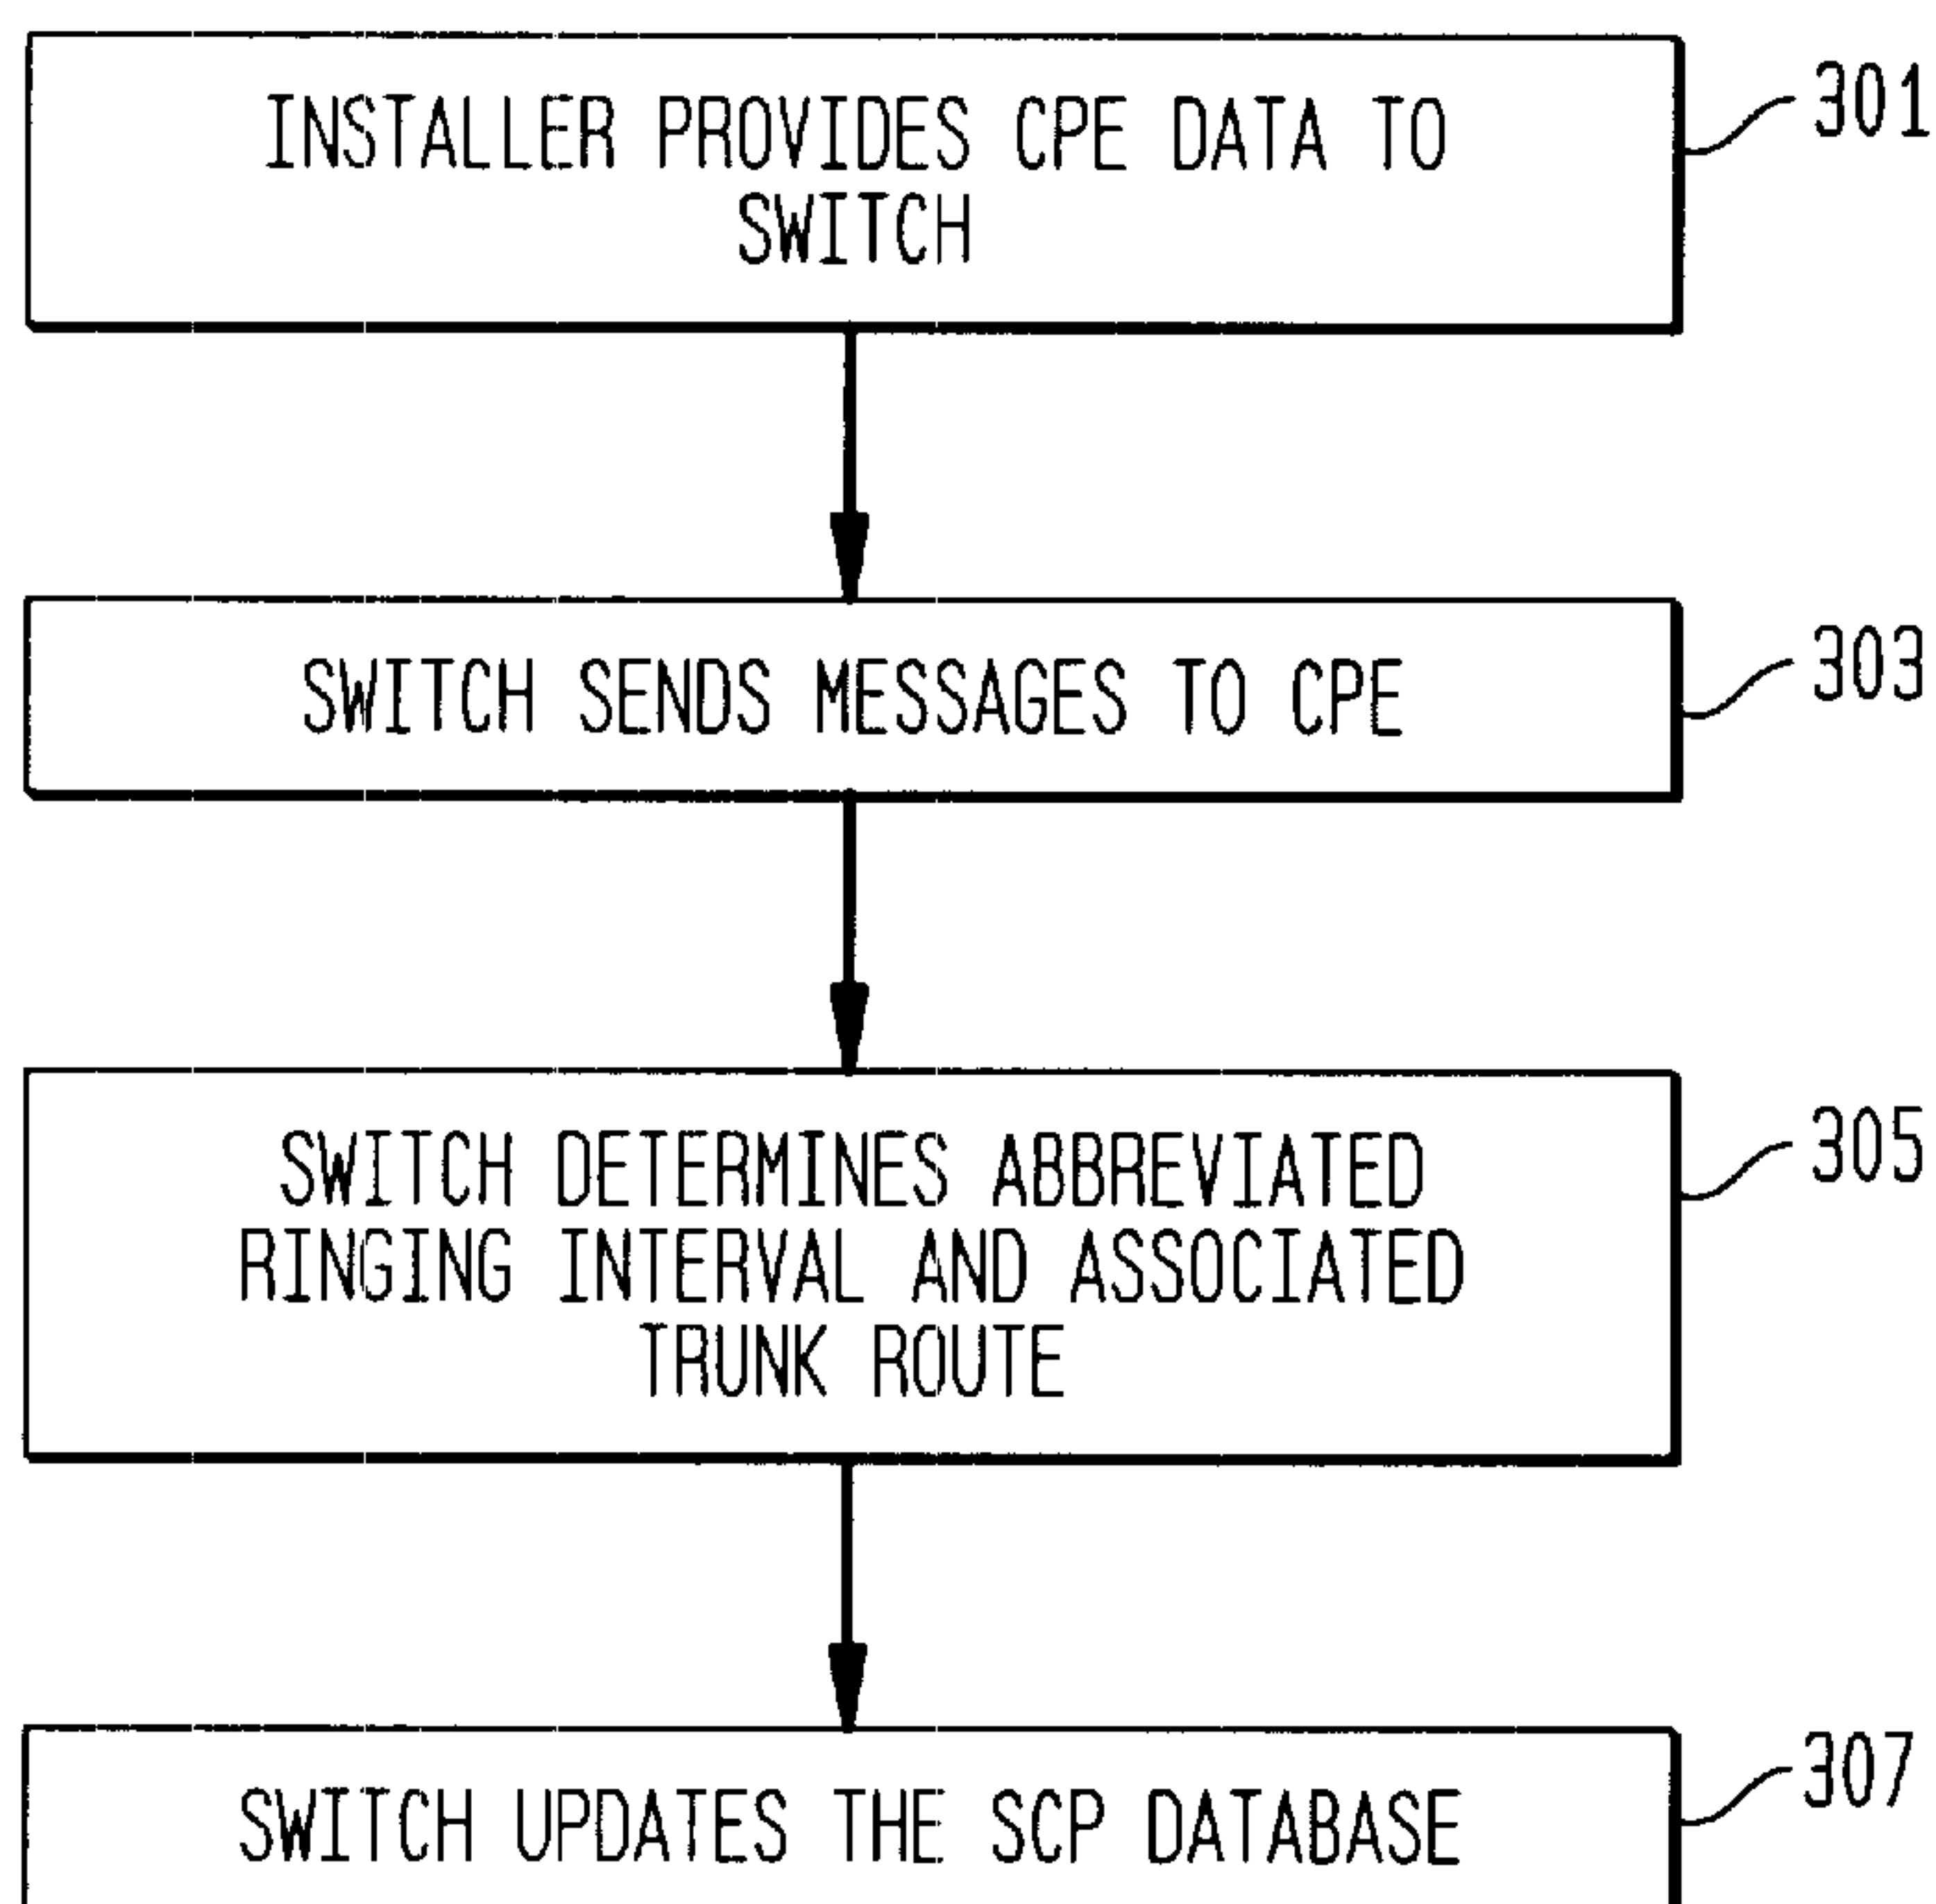 INSTALLER PROVIDES CPE DATA TO
SWITCH
301
SWITCH SENDS MESSAGES TO CPE
303
SWITCH DETERMINES ABBREVIATED
RINGING INTERVAL AND ASSOCIATED
TRUNK ROUTE
305
SWITCH UPDATES THE SCP DATABASE
307